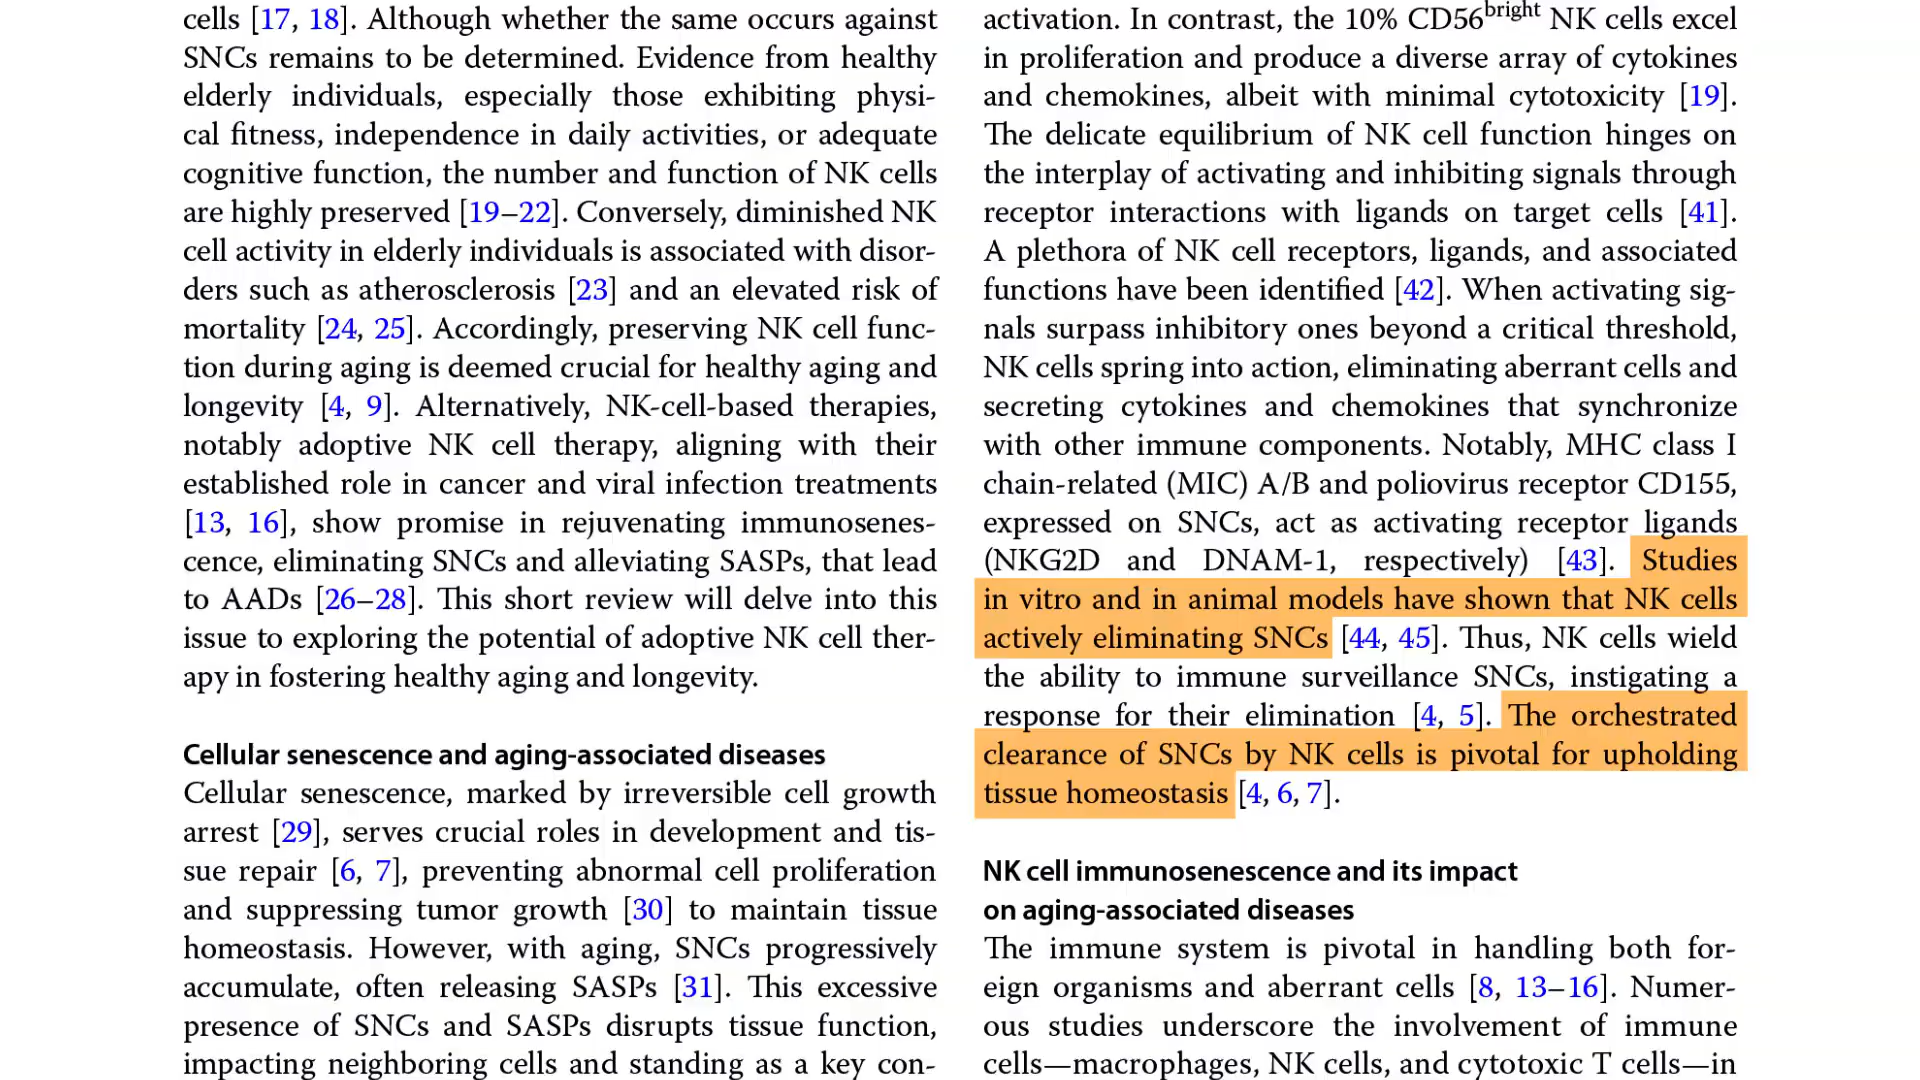 cells [17, 18]. Although whether the same occurs against
SNCs remains to be determined. Evidence from healthy
elderly individuals, especially those exhibiting physi-
cal fitness, independence in daily activities, or adequate
cognitive function, the number and function of NK cells
are highly preserved [19–22]. Conversely, diminished NK
cell activity in elderly individuals is associated with disor-
ders such as atherosclerosis [23] and an elevated risk of
mortality [24, 25]. Accordingly, preserving NK cell func-
tion during aging is deemed crucial for healthy aging and
longevity [4, 9]. Alternatively, NK-cell-based therapies,
notably adoptive NK cell therapy, aligning with their
established role in cancer and viral infection treatments
[13, 16], show promise in rejuvenating immunosenes-
cence, eliminating SNCs and alleviating SASPs, that lead
to AADs [26–28]. This short review will delve into this
issue to exploring the potential of adoptive NK cell ther-
apy in fostering healthy aging and longevity.
Cellular senescence and aging-associated diseases
Cellular senescence, marked by irreversible cell growth
arrest [29], serves crucial roles in development and tis-
sue repair [6, 7], preventing abnormal cell proliferation
and suppressing tumor growth [30] to maintain tissue
homeostasis. However, with aging, SNCs progressively
accumulate, often releasing SASPs [31]. This excessive
presence of SNCs and SASPs disrupts tissue function,
impacting neighboring cells and standing as a key con-
activation. In contrast, the 10% CD56bright NK cells excel
in proliferation and produce a diverse array of cytokines
and chemokines, albeit with minimal cytotoxicity [19].
The delicate equilibrium of NK cell function hinges on
the interplay of activating and inhibiting signals through
receptor interactions with ligands on target cells [41].
A plethora of NK cell receptors, ligands, and associated
functions have been identified [42]. When activating sig-
nals surpass inhibitory ones beyond a critical threshold,
NK cells spring into action, eliminating aberrant cells and
secreting cytokines and chemokines that synchronize
with other immune components. Notably, MHC class I
chain-related (MIC) A/B and poliovirus receptor CD155,
expressed on SNCs, act as activating receptor ligands
(NKG2D and DNAM-1, respectively) [43]. Studies
in vitro and in animal models have shown that NK cells
actively eliminating SNCs [44, 45]. Thus, NK cells wield
the ability to immune surveillance SNCs, instigating a
response for their elimination [4, 5]. The orchestrated
clearance of SNCs by NK cells is pivotal for upholding
tissue homeostasis [4, 6, 7].
NK cell immunosenescence and its impact
on aging-associated diseases
The immune system is pivotal in handling both for-
eign organisms and aberrant cells [8, 13–16]. Numer-
ous studies underscore the involvement of immune
cells—macrophages, NK cells, and cytotoxic T cells—in